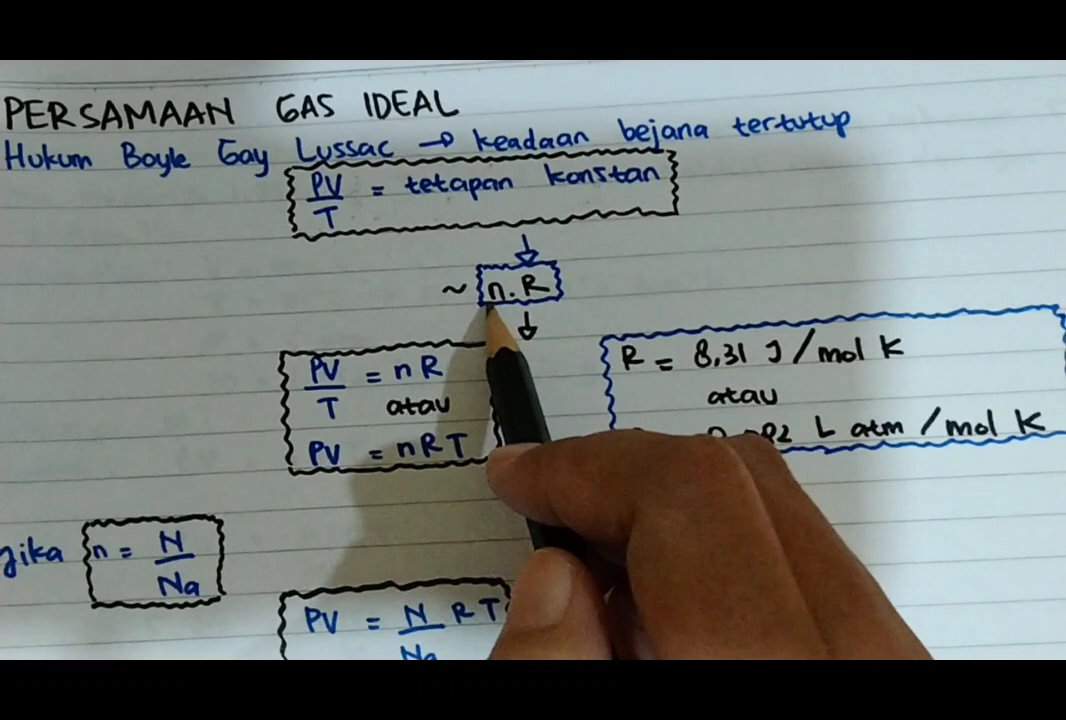 PERSAMAAN GAS IDEAL
Hukum Boyle Gay Lussac → keadaan bejana tertutup
PV/T = tetapan konstan
~ n.R
PV/T = nR
atau
PV = nRT
R = 8,31 J/mol K
atau
L atm/mol K
jika n = N/Na
PV = N/Na RT